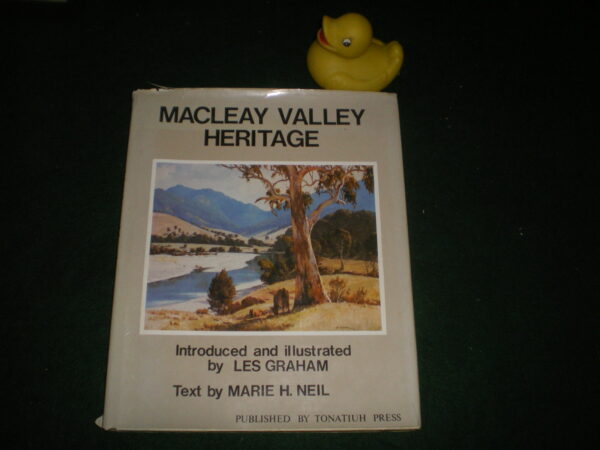 MACLEAY VALLEY
HERITAGE
Introduced and illustrated
by LES GRAHAM
Text by MARIE H. NEIL
PUBLISHED BY TONATIUH PRESS